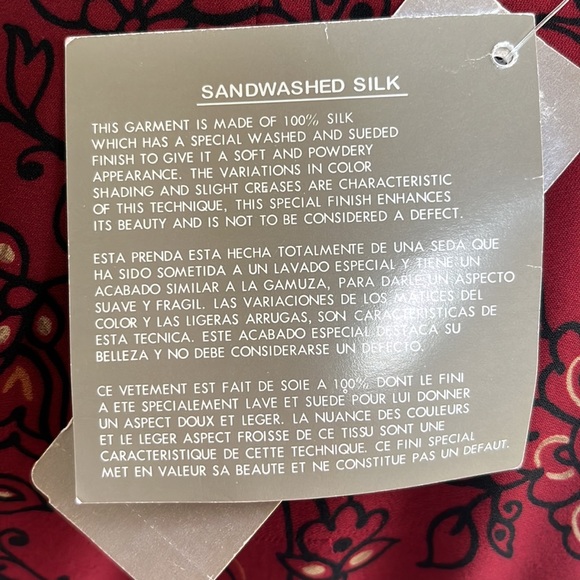 SANDWASHED SILK
THIS GARMENT IS MADE OF 100% SILK
WHICH HAS A SPECIAL WASHED AND SUEDED
FINISH TO GIVE IT A SOFT AND POWDERY
APPEARANCE. THE VARIATIONS IN COLOR
SHADING AND SLIGHT CREASES ARE CHARACTERISTIC
OF THIS TECHNIQUE, THIS SPECIAL FINISH ENHANCES
ITS BEAUTY AND IS NOT TO BE CONSIDERED A DEFECT.
ESTA PRENDA ESTA HECHA TOTALMENTE DE UNA SEDA QUE
HA SIDO SOMETIDA A UN LAVADO ESPECIAL Y TIENE UN
ACABADO SIMILAR A LA GAMUZA, PARA DARLE UN ASPECTO
SUAVE Y FRAGIL. LAS VARIACIONES DE LOS MATICES DEL
COLOR Y LAS LIGERAS ARRUGAS, SON CARACTERISTICAS DE
ESTA TECNICA. ESTE ACABADO ESPECIAL DESTACA SU
BELLEZA Y NO DEBE CONSIDERARSE UN DEFECTO.
CE VETEMENT EST FAIT DE SOIE A 100% DONT LE FINI
A ETE SPECIALEMENT LAVE ET SUEDE POUR LUI DONNER
UN ASPECT DOUX ET LEGER. LA NUANCE DES COULEURS
ET LE LEGER ASPECT FROISSE DE CE TISSU SONT UNE
CARACTERISTIQUE DE CETTE TECHNIQUE. CE FINI SPECIAL
MET EN VALEUR SA BEAUTE ET NE CONSTITUE PAS UN DEFAUT.